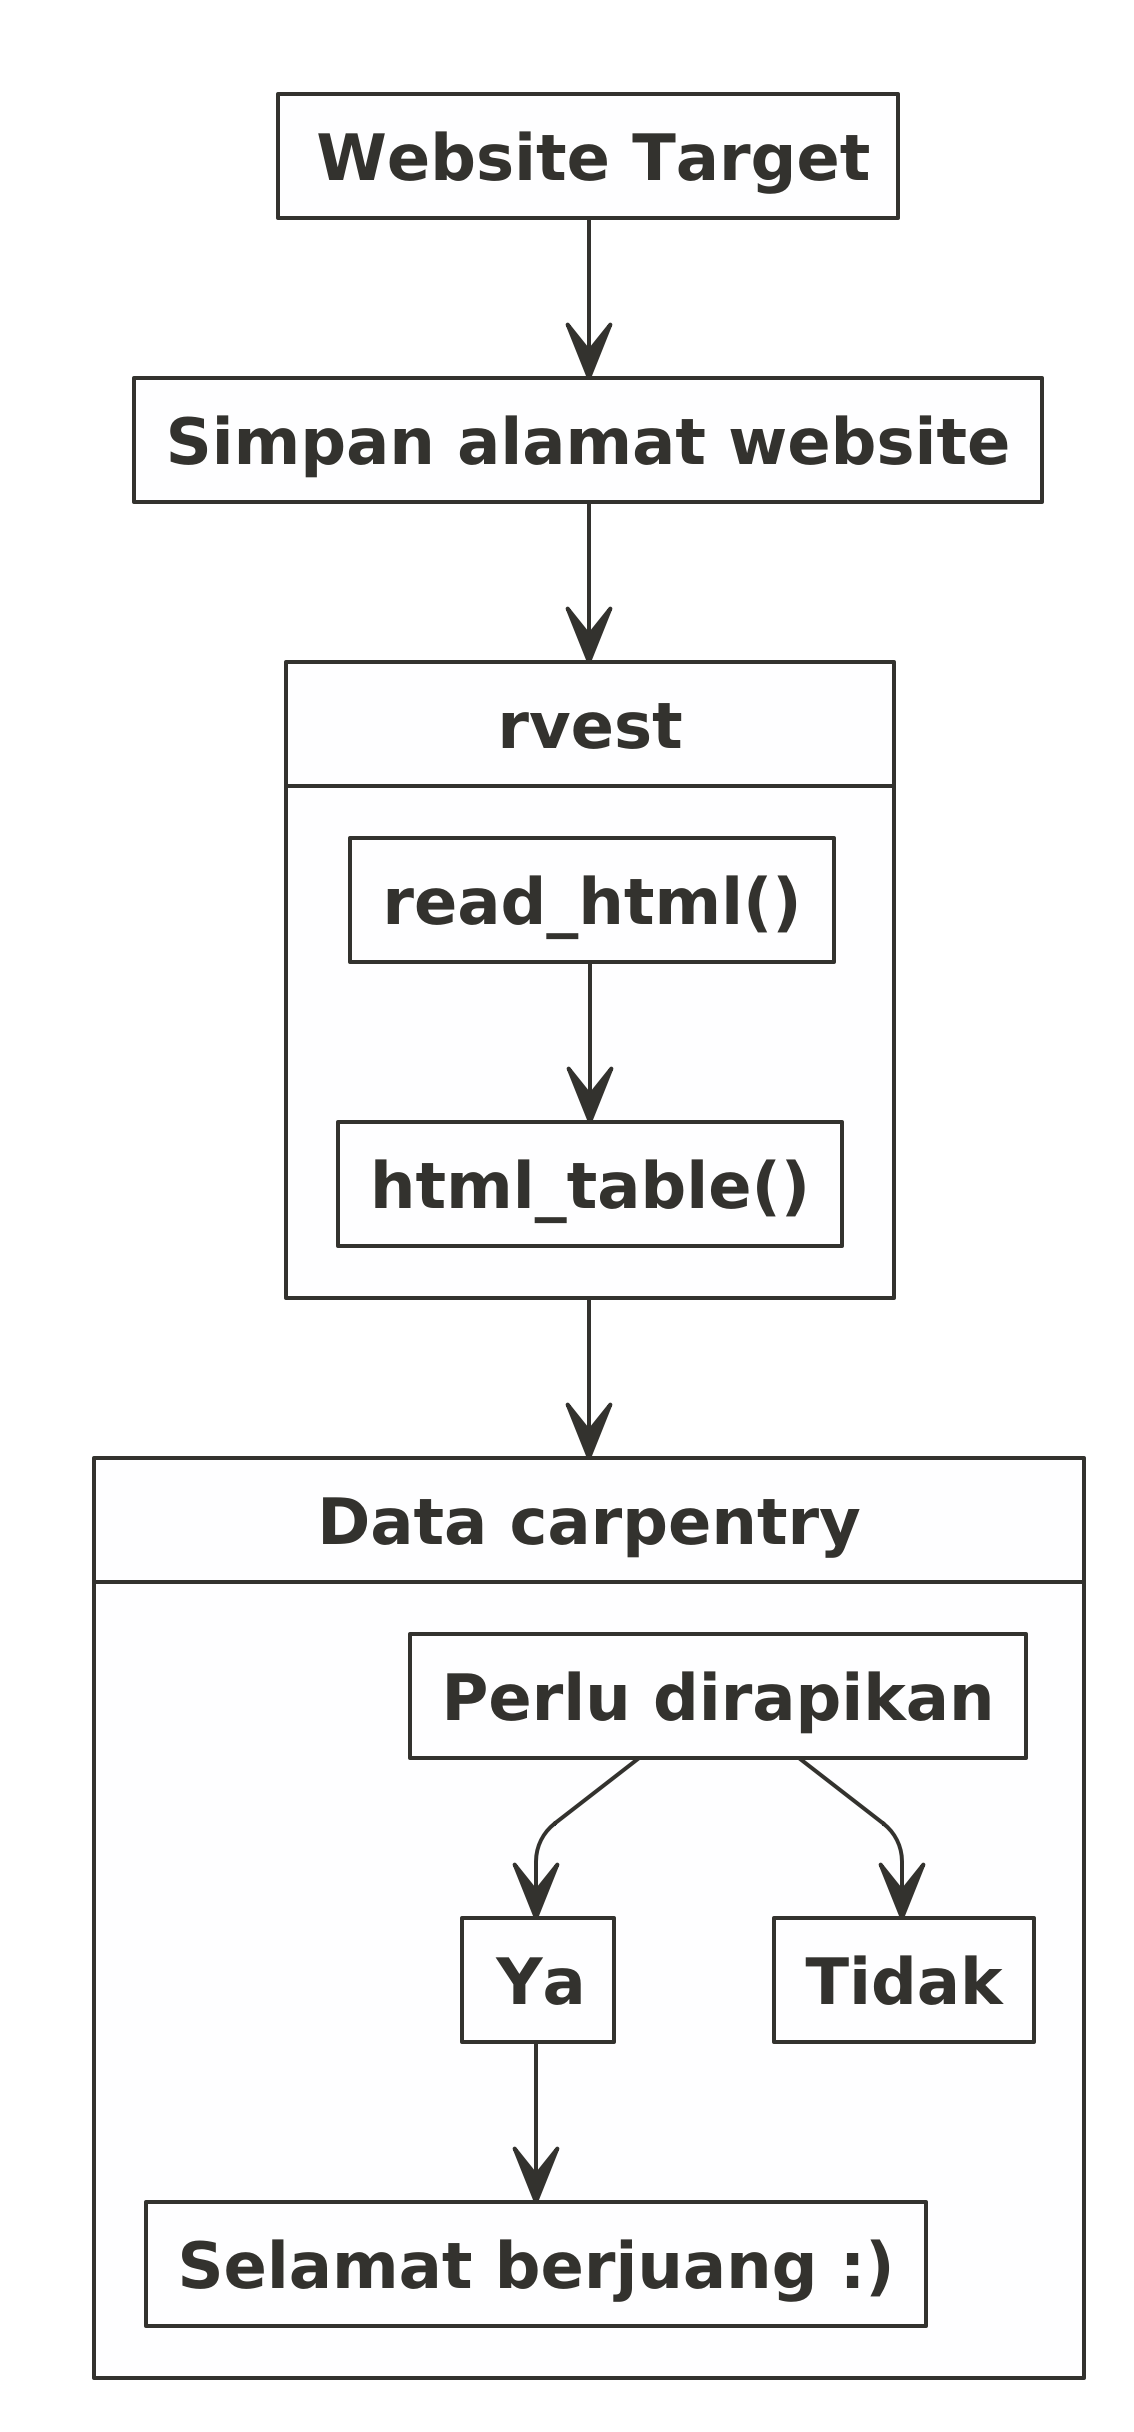 Website Target
Simpan alamat website
rvest
read_html()
html_table()
Data carpentry
Perlu dirapikan
Ya
Tidak
Selamat berjuang :)